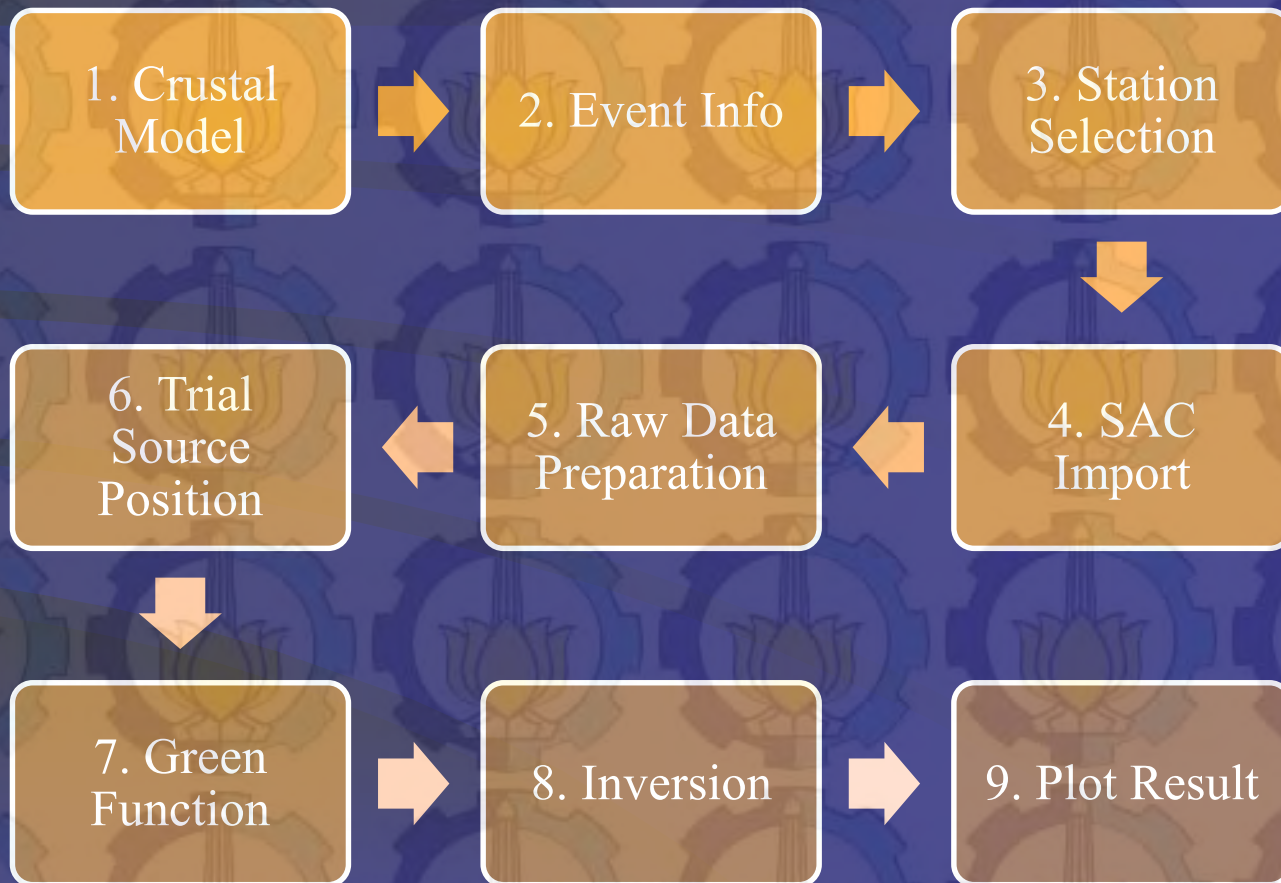 1. Crustal
Model
2. Event Info
3. Station
Selection
4. SAC
Import
5. Raw Data
Preparation
6. Trial
Source
Position
7. Green
Function
8. Inversion
9. Plot Result